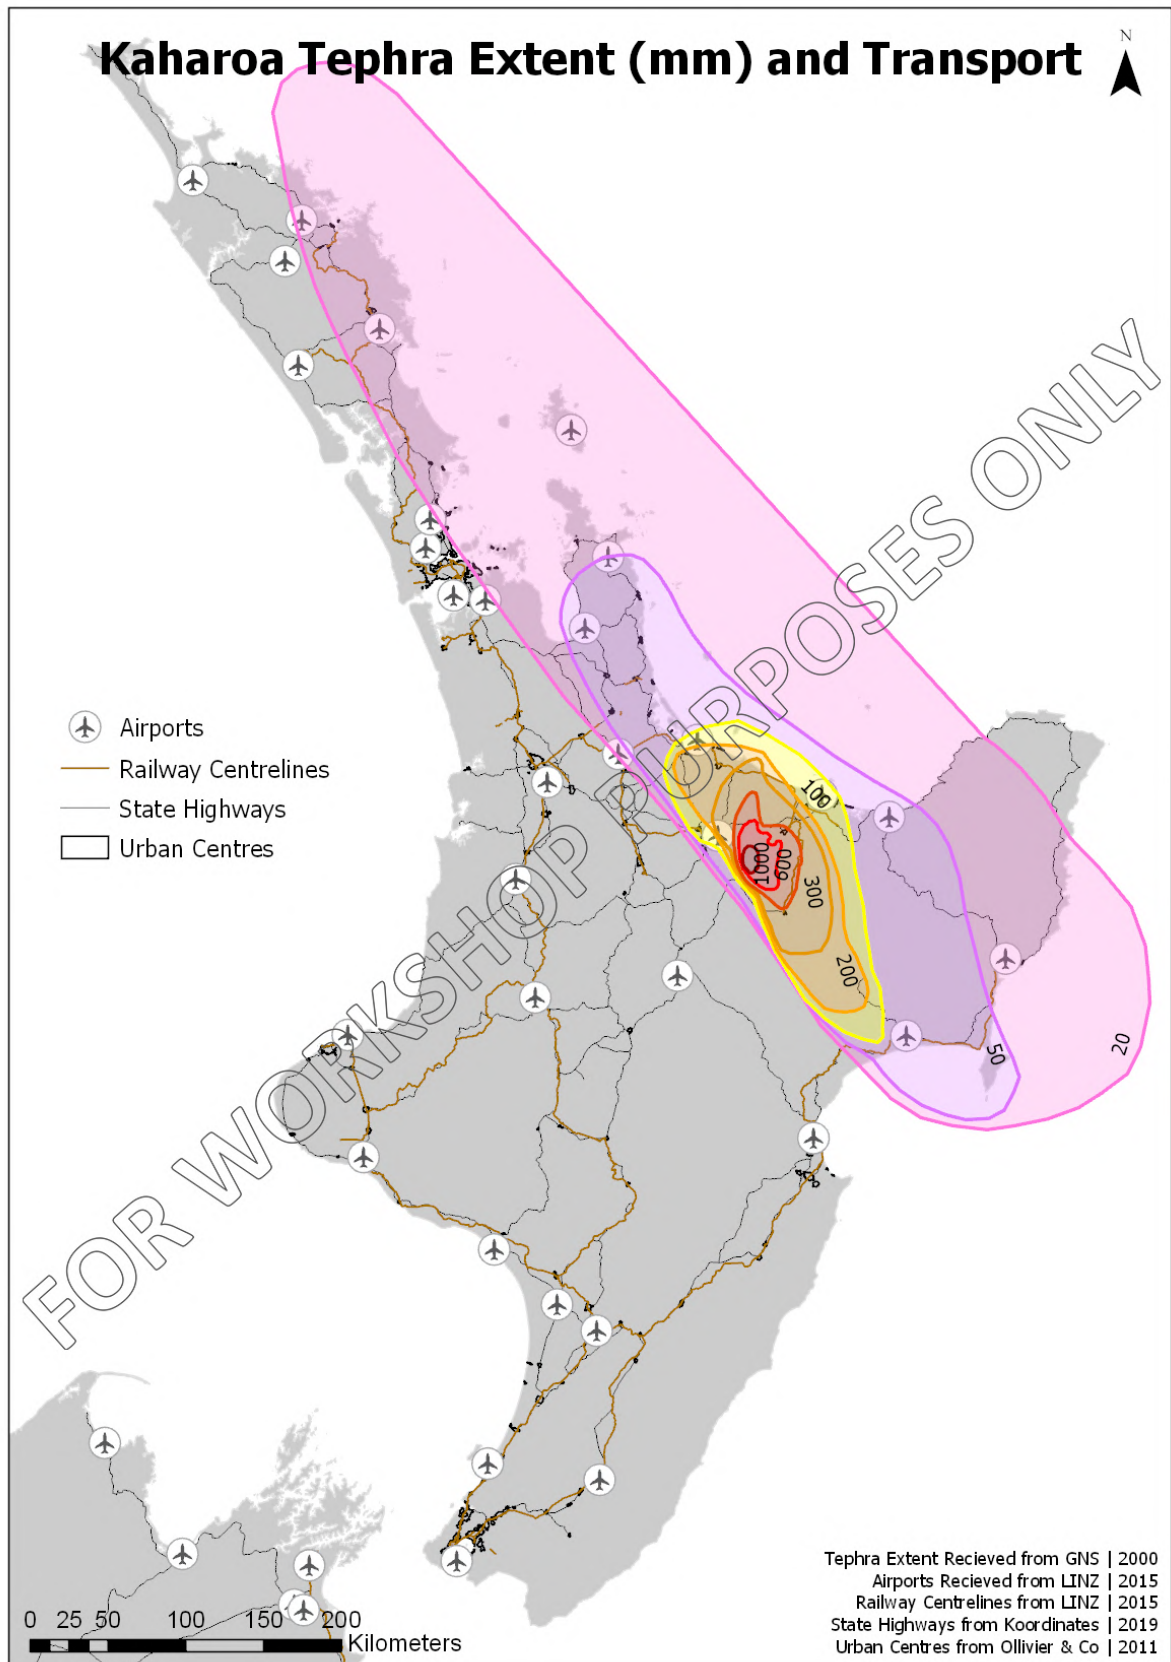 Kaharoa Tephra Extent (mm) and Transport
N
FOR WORKSHOP PURPOSES ONLY
Airports
Railway Centrelines
State Highways
Urban Centres
100
1000
600
300
200
50
20
0 25 50 100 150 200
Kilometers
Tephra Extent Recieved from GNS | 2000
Airports Recieved from LINZ | 2015
Railway Centrelines from LINZ | 2015
State Highways from Koordinates | 2019
Urban Centres from Ollivier & Co | 2011